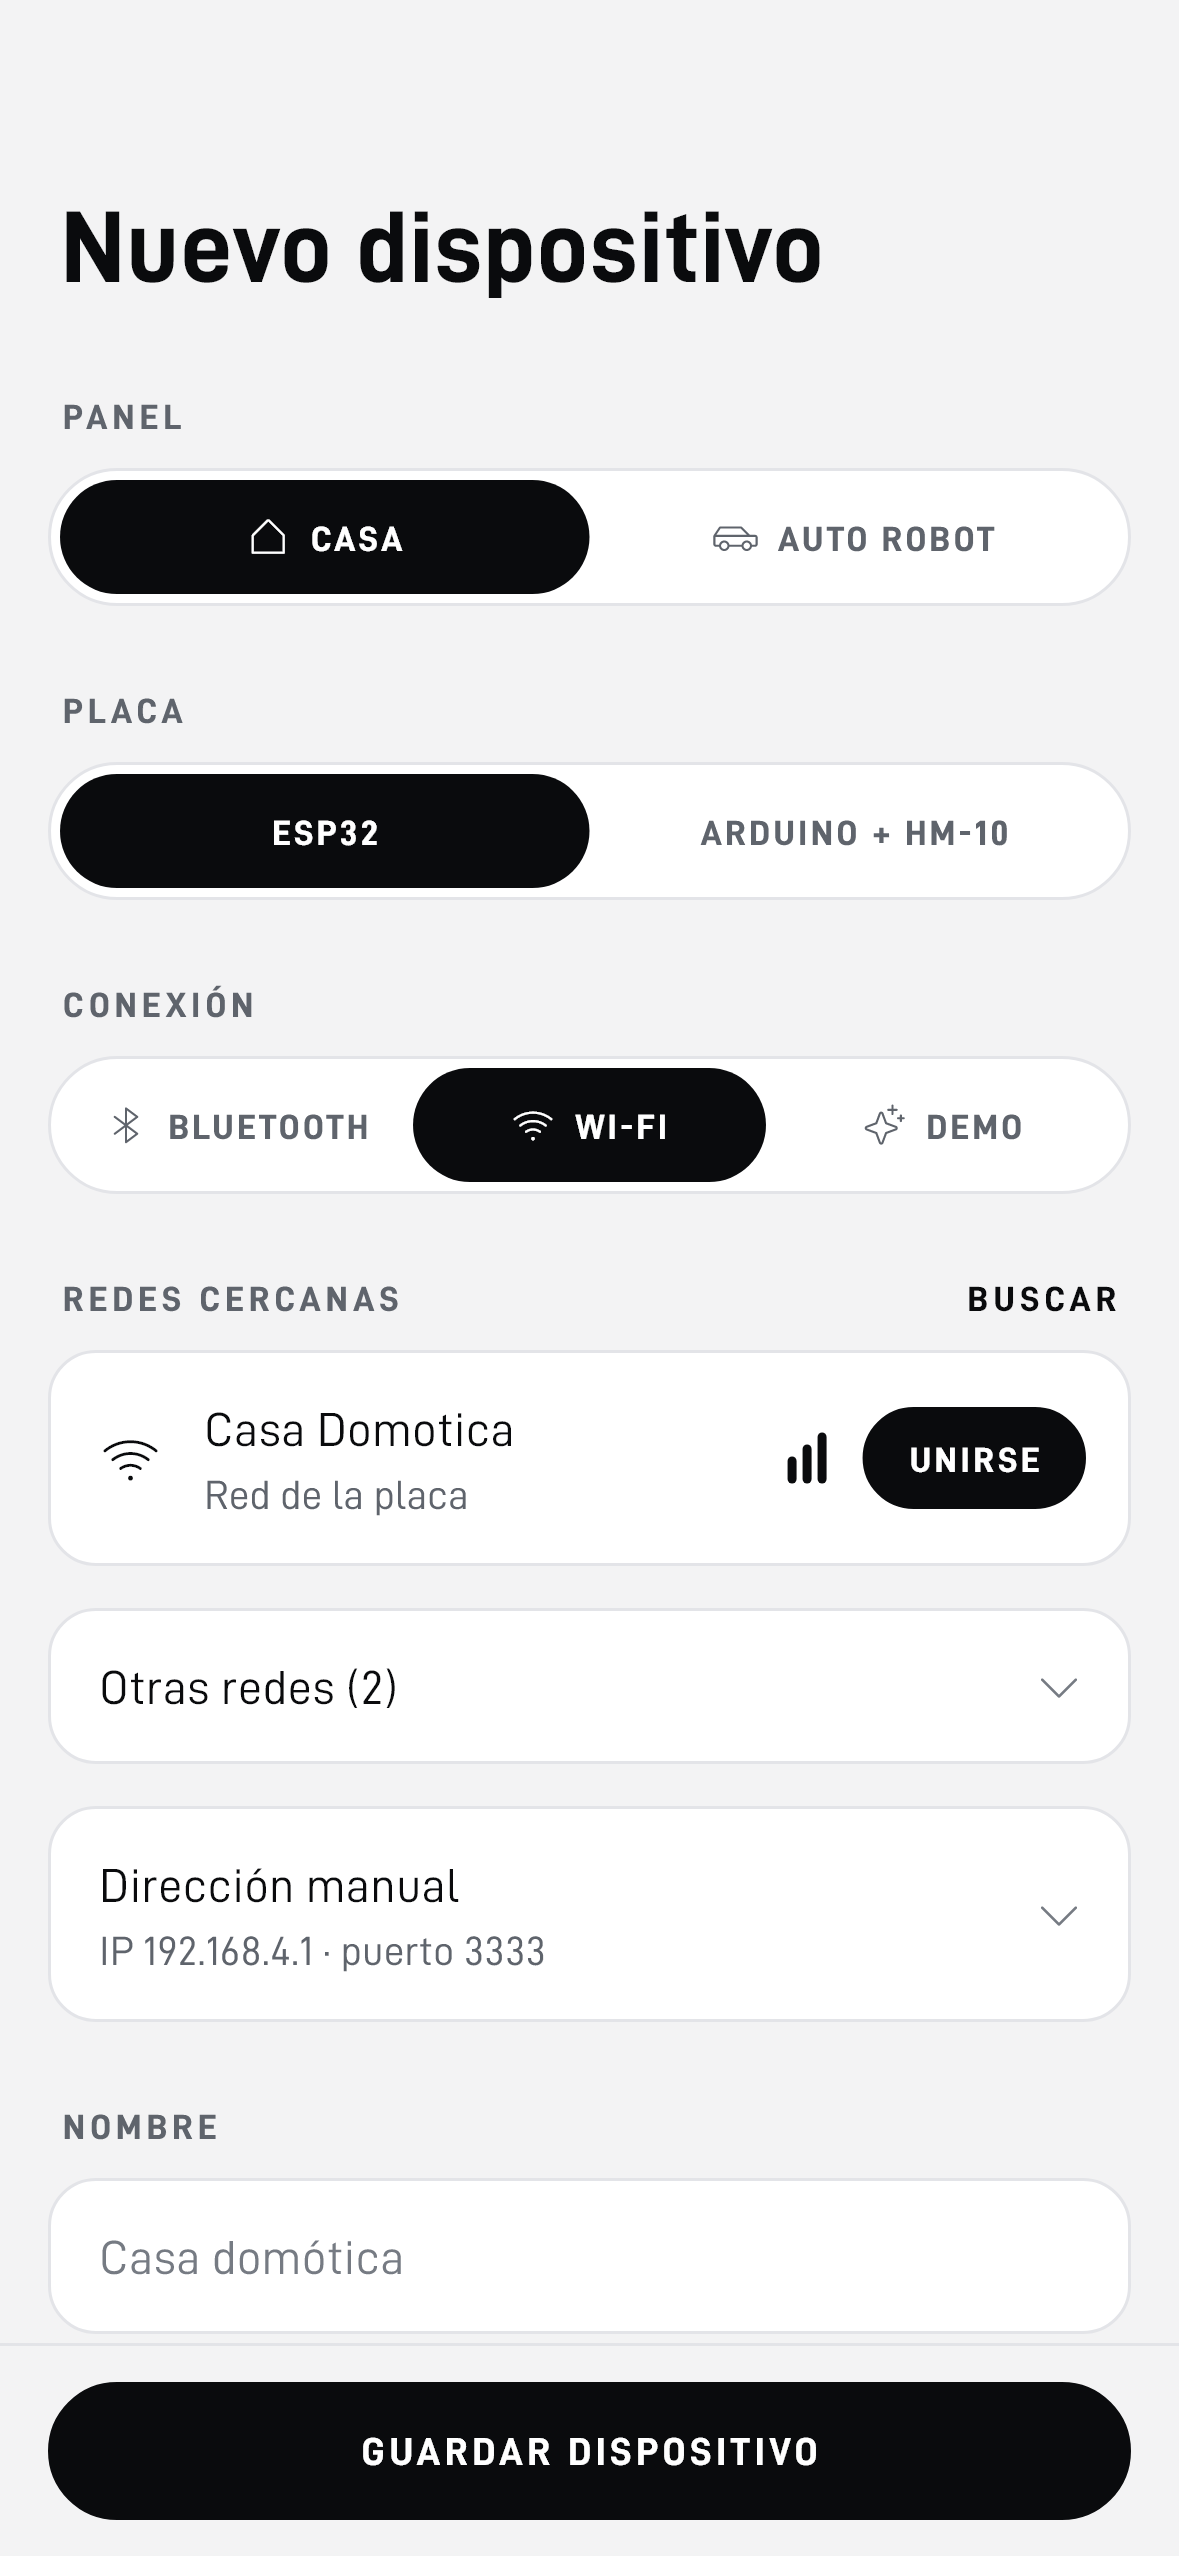 Nuevo dispositivo
PANEL
CASA
AUTO ROBOT
PLACA
ESP32
ARDUINO + HM-10
CONEXIÓN
BLUETOOTH
WI-FI
DEMO
REDES CERCANAS
BUSCAR
Casa Domotica
Red de la placa
UNIRSE
Otras redes (2)
Dirección manual
IP 192.168.4.1 · puerto 3333
NOMBRE
Casa domótica
GUARDAR DISPOSITIVO